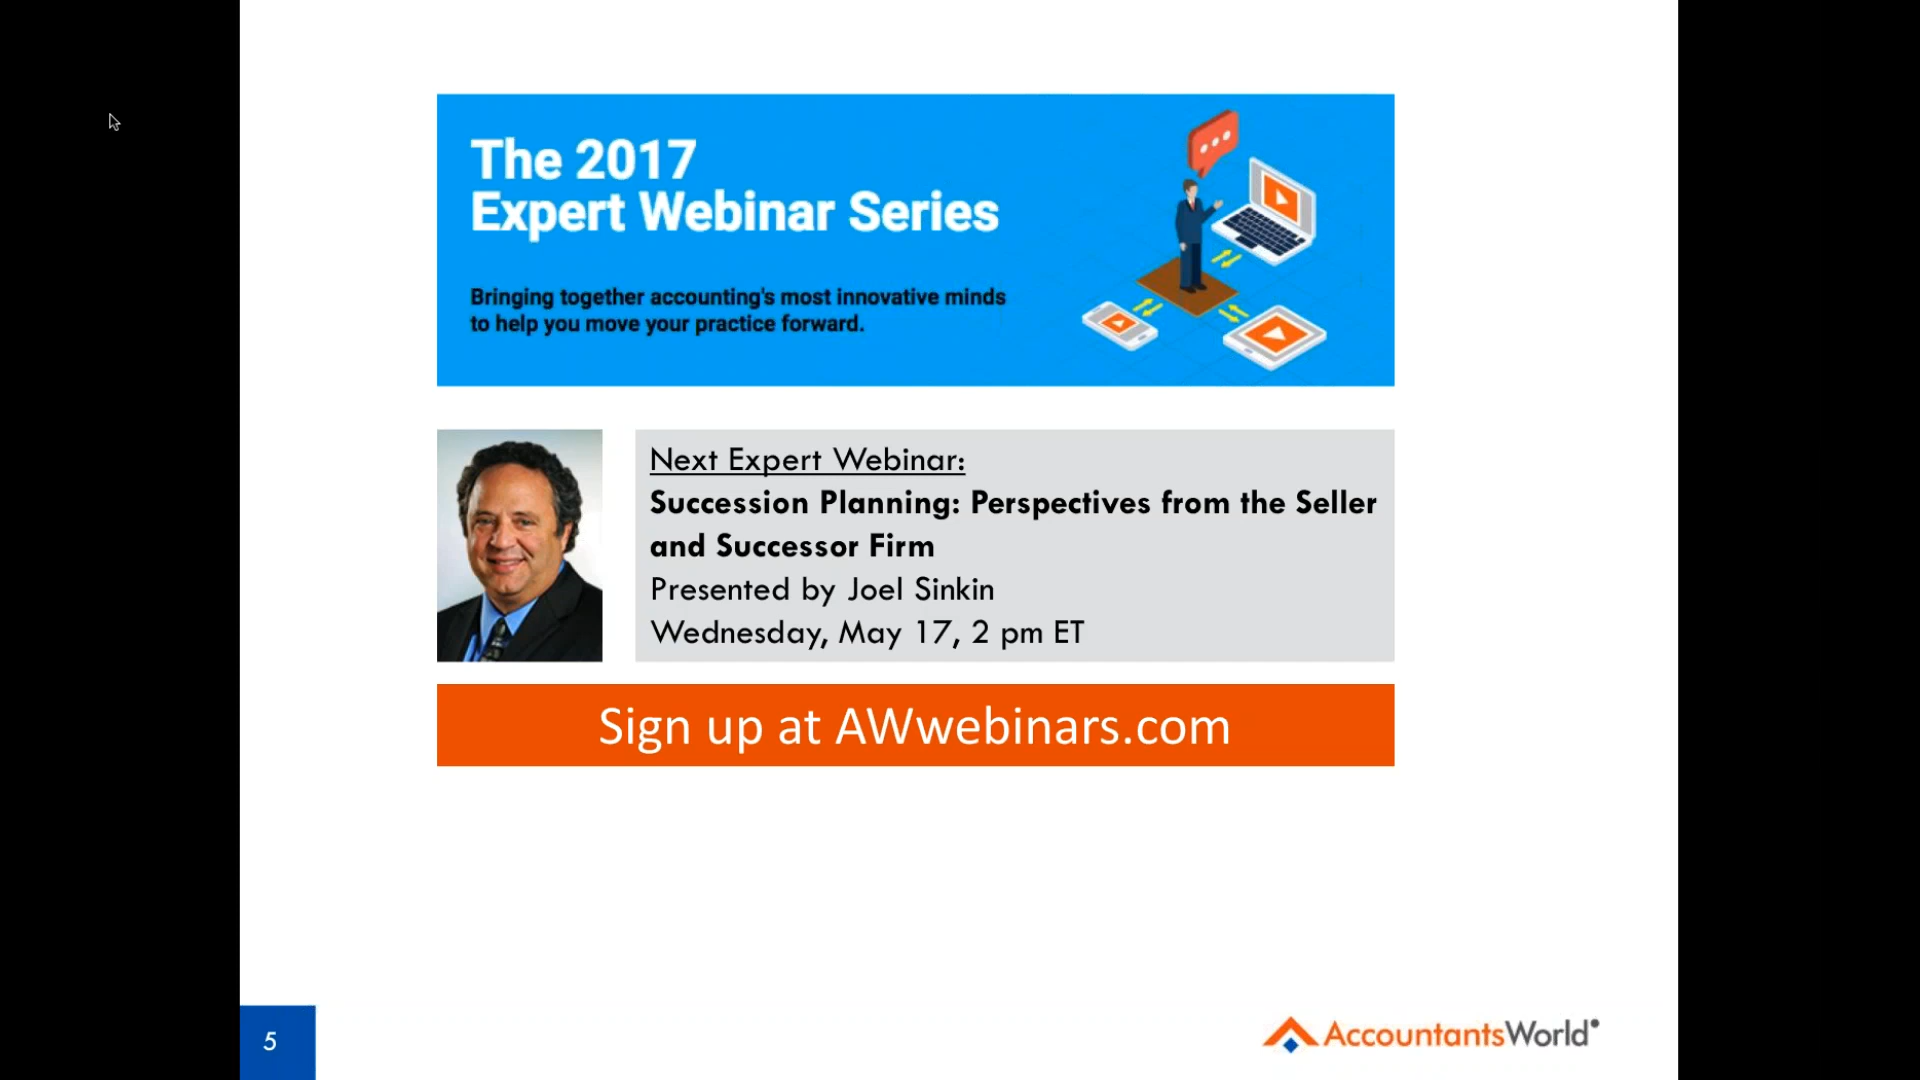 The 2017
Expert Webinar Series
Bringing together accounting's most innovative minds
to help you move your practice forward.
Next Expert Webinar:
Succession Planning: Perspectives from the Seller
and Successor Firm
Presented by Joel Sinkin
Wednesday, May 17, 2 pm ET
Sign up at AWwebinars.com
5
AccountantsWorld